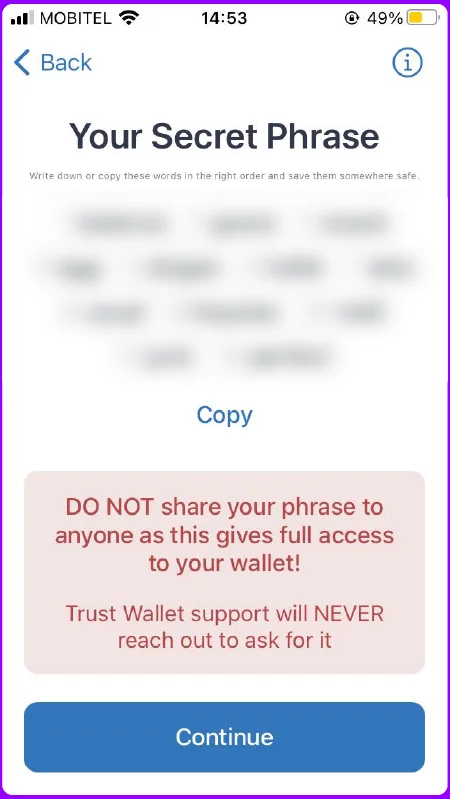 MOBITEL 14:53 49%
Back
Your Secret Phrase
Write down or copy these words in the right order and save them somewhere safe.
Copy
DO NOT share your phrase to
anyone as this gives full access
to your wallet!
Trust Wallet support will NEVER
reach out to ask for it
Continue